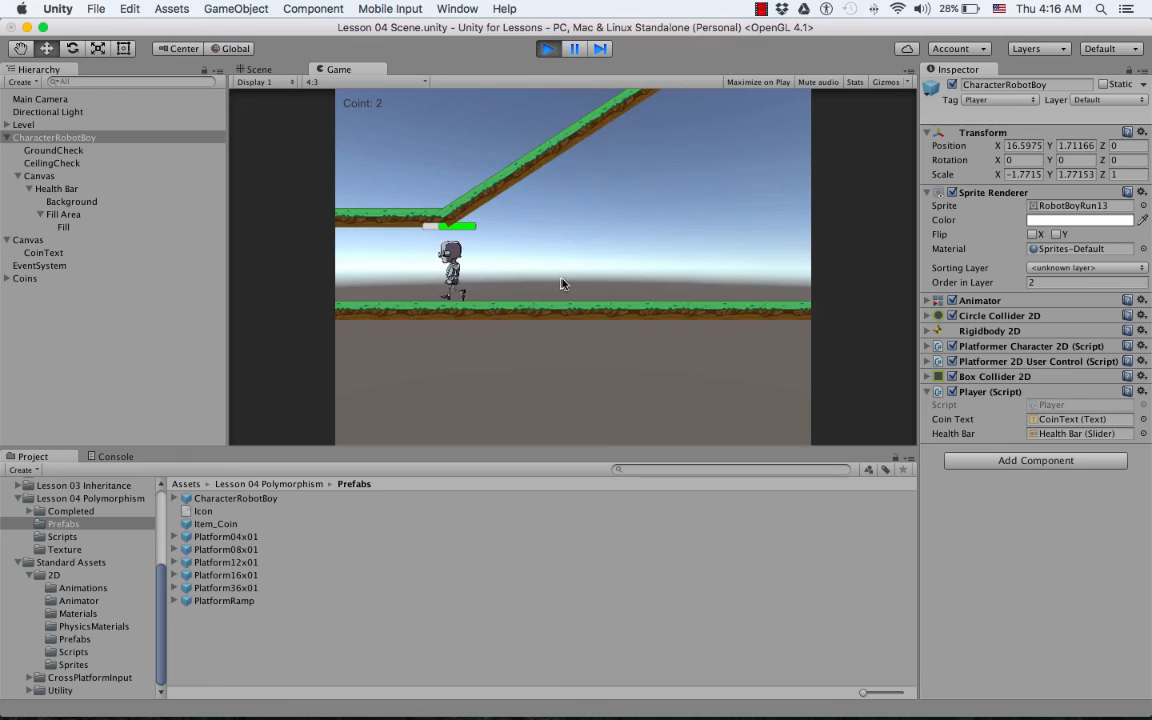 Unity File Edit Assets GameObject Component Mobile Input Window Help 28% Thu 4:16 AM
Lesson 04 Scene.unity - Unity for Lessons - PC, Mac & Linux Standalone (Personal) <OpenGL 4.1>
Center Global Account Layers Default
Hierarchy Scene Game Inspector
Create All Display 1 4:3 Maximize on Play Mute audio Stats Gizmos
CharacterRobotBoy Static
Tag Player Layer Default
Main Camera
Directional Light
Level
CharacterRobotBoy
GroundCheck
CeilingCheck
Canvas
Health Bar
Background
Fill Area
Fill
Canvas
CoinText
EventSystem
Coins
Coint: 2
Transform
Position X 16.5975 Y 1.71166 Z 0
Rotation X 0 Y 0 Z 0
Scale X -1.7715 Y 1.77153 Z 1
Sprite Renderer
Sprite RobotBoyRun13
Color
Flip X Y
Material Sprites-Default
Sorting Layer <unknown layer>
Order in Layer 2
Animator
Circle Collider 2D
Rigidbody 2D
Platformer Character 2D (Script)
Platformer 2D User Control (Script)
Box Collider 2D
Player (Script)
Script Player
Coin Text CoinText (Text)
Health Bar Health Bar (Slider)
Add Component
Project Console
Create
Lesson 03 Inheritance
Lesson 04 Polymorphism
Completed
Prefabs
Scripts
Texture
Standard Assets
2D
Animations
Animator
Materials
PhysicsMaterials
Prefabs
Scripts
Sprites
CrossPlatformInput
Utility
Assets Lesson 04 Polymorphism Prefabs
CharacterRobotBoy
Icon
Item_Coin
Platform04x01
Platform08x01
Platform12x01
Platform16x01
Platform36x01
PlatformRamp